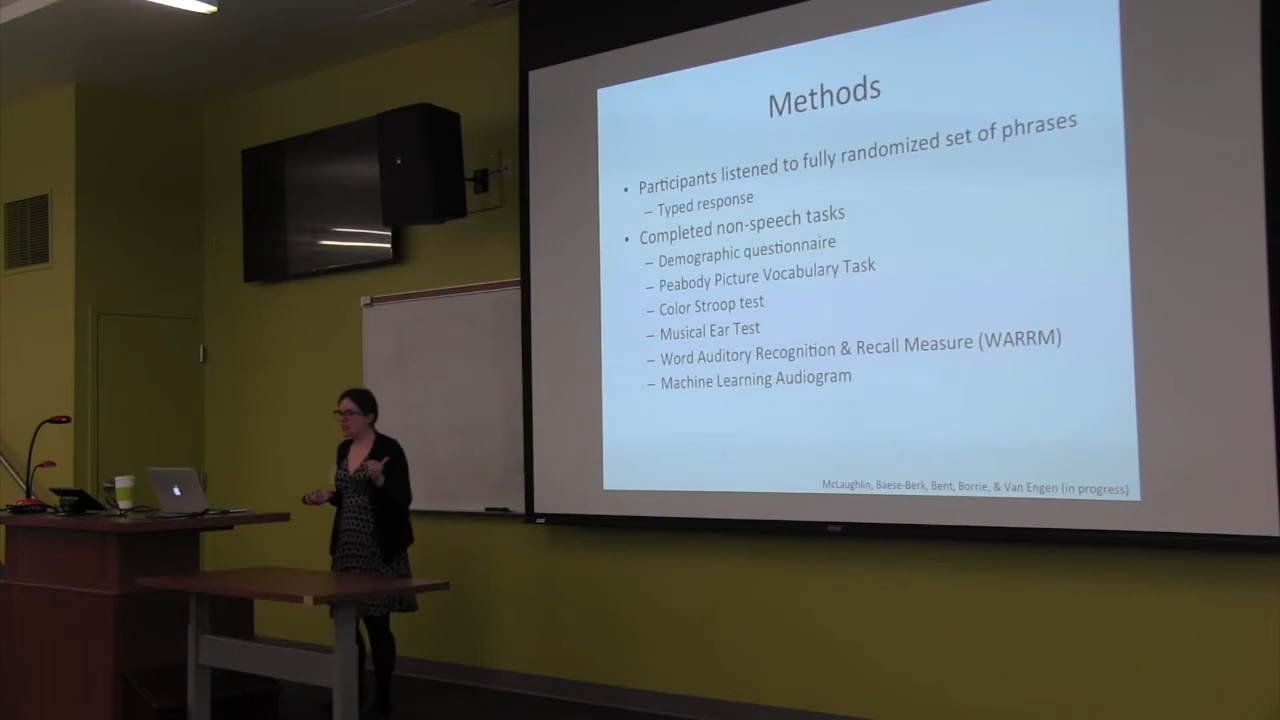 Methods
• Participants listened to fully randomized set of phrases
– Typed response
• Completed non-speech tasks
– Demographic questionnaire
– Peabody Picture Vocabulary Task
– Color Stroop test
– Musical Ear Test
– Word Auditory Recognition & Recall Measure (WARRM)
– Machine Learning Audiogram
McLaughlin, Baese-Berk, Bent, Borrie, & Van Engen (in progress)